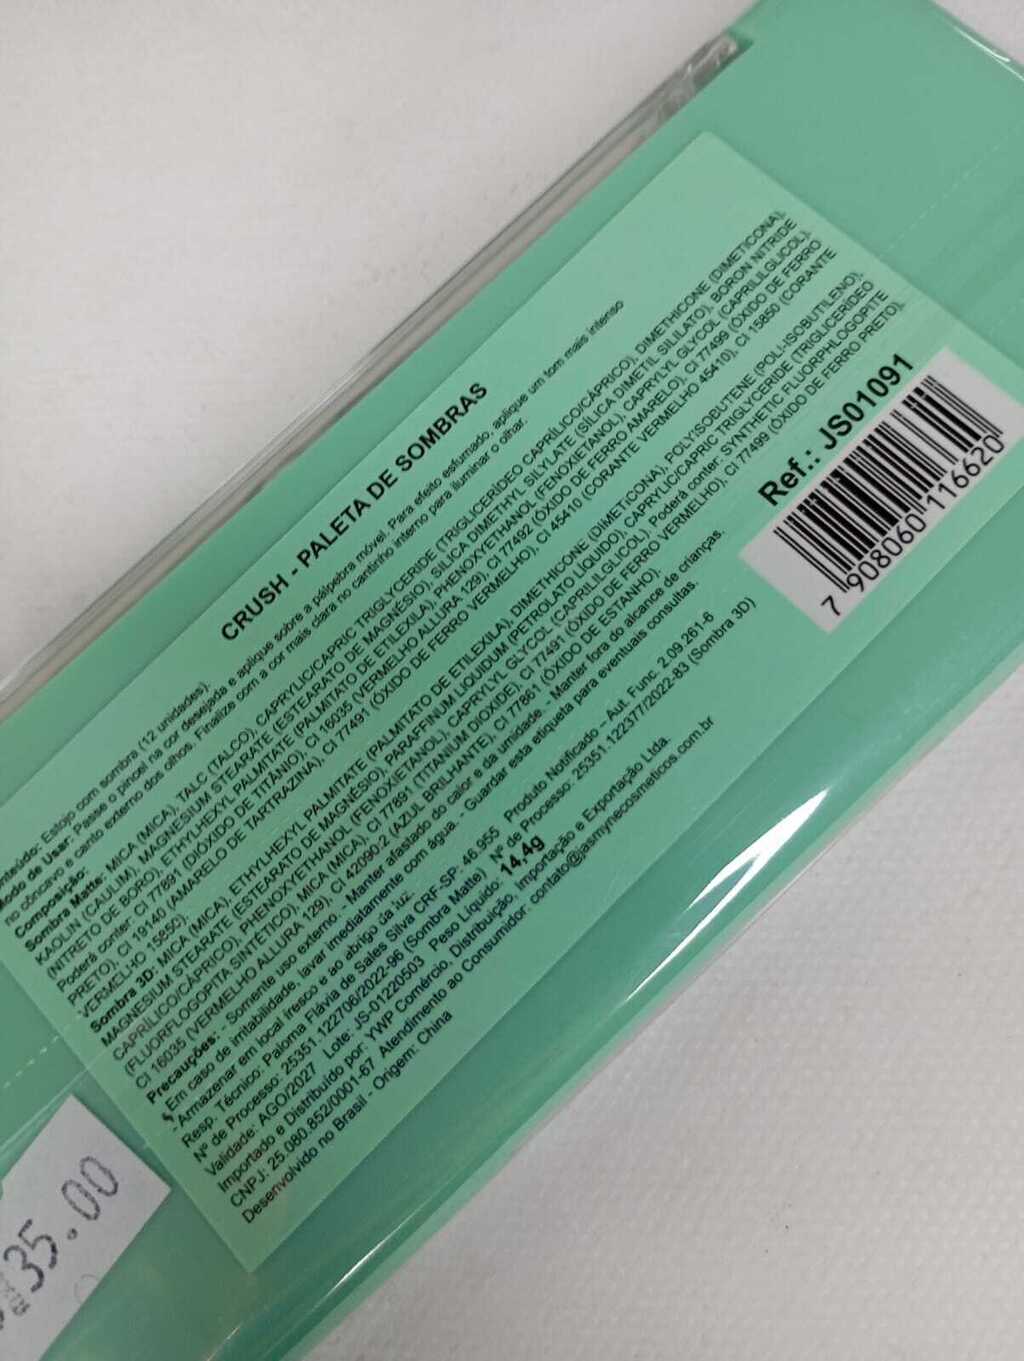 CRUSH - PALETA DE SOMBRAS
Conteúdo: Estojo com sombra (12 unidades).
Modo de Usar: Passe o pincel na cor desejada e aplique sobre a pálpebra móvel. Para efeito esfumado, aplique um tom mais intenso
no côncavo e canto externo dos olhos. Finalize com a cor mais clara no cantinho interno para iluminar o olhar.
Composição:
Sombra Matte: MICA (MICA), TALC (TALCO), CAPRYLIC/CAPRIC TRIGLYCERIDE (TRIGLICERÍDEO CAPRÍLICO/CÁPRICO), DIMETHICONE (DIMETICONA),
KAOLIN (CAULIM), MAGNESIUM STEARATE (ESTEARATO DE MAGNÉSIO), SILICA DIMETHYL SILYLATE (SÍLICA DIMETIL SILILATO), BORON NITRIDE
(NITRETO DE BORO), ETHYLHEXYL PALMITATE (PALMITATO DE ETILEXILA), PHENOXYETHANOL (FENOXIETANOL), CAPRYLYL GLYCOL (CAPRILILGLICOL).
Poderá conter: CI 77891 (DIÓXIDO DE TITÂNIO), CI 16035 (VERMELHO ALLURA 129), CI 77492 (ÓXIDO DE FERRO AMARELO), CI 77499 (ÓXIDO DE FERRO
PRETO), CI 19140 (AMARELO DE TARTRAZINA), CI 77491 (ÓXIDO DE FERRO VERMELHO), CI 45410 (CORANTE VERMELHO 45410), CI 15850 (CORANTE
VERMELHO 15850).
Sombra 3D: MICA (MICA), ETHYLHEXYL PALMITATE (PALMITATO DE ETILEXILA), DIMETHICONE (DIMETICONA), POLYISOBUTENE (POLI-ISOBUTILENO),
MAGNESIUM STEARATE (ESTEARATO DE MAGNÉSIO), PARAFFINUM LIQUIDUM (PETROLATO LÍQUIDO), CAPRYLIC/CAPRIC TRIGLYCERIDE (TRIGLICERÍDEO
CAPRÍLICO/CÁPRICO), PHENOXYETHANOL (FENOXIETANOL), CAPRYLYL GLYCOL (CAPRILILGLICOL). Poderá conter: SYNTHETIC FLUORPHLOGOPITE
(FLUORFLOGOPITA SINTÉTICO), MICA (MICA), CI 77891 (TITANIUM DIOXIDE), CI 77491 (ÓXIDO DE FERRO VERMELHO), CI 77499 (ÓXIDO DE FERRO PRETO),
CI 16035 (VERMELHO ALLURA 129), CI 42090:2 (AZUL BRILHANTE), CI 77861 (ÓXIDO DE ESTANHO).
Precauções: - Somente uso externo. - Manter afastado do calor e da umidade. - Manter fora do alcance de crianças.
- Em caso de irritabilidade, lavar imediatamente com água. - Guardar esta etiqueta para eventuais consultas.
- Armazenar em local fresco e ao abrigo da luz.
Resp. Técnico: Paloma Flávia de Sales Silva CRF-SP- 46.955 Produto Notificado - Aut. Func. 2.09.261-6
Nº de Processo: 25351.122706/2022-96 (Sombra Matte) Nº de Processo: 25351.122377/2022-83 (Sombra 3D)
Validade: AGO/2027 Lote: JS-01220503 Peso Líquido: 14,4g
Importado e Distribuído por: YWP Comércio, Distribuição, Importação e Exportação Ltda.
CNPJ: 25.080.852/0001-67 Atendimento ao Consumidor: contato@jasmynecosmeticos.com.br
Desenvolvido no Brasil - Origem: China
Ref.: JS01091
7 908060 116620
35.00